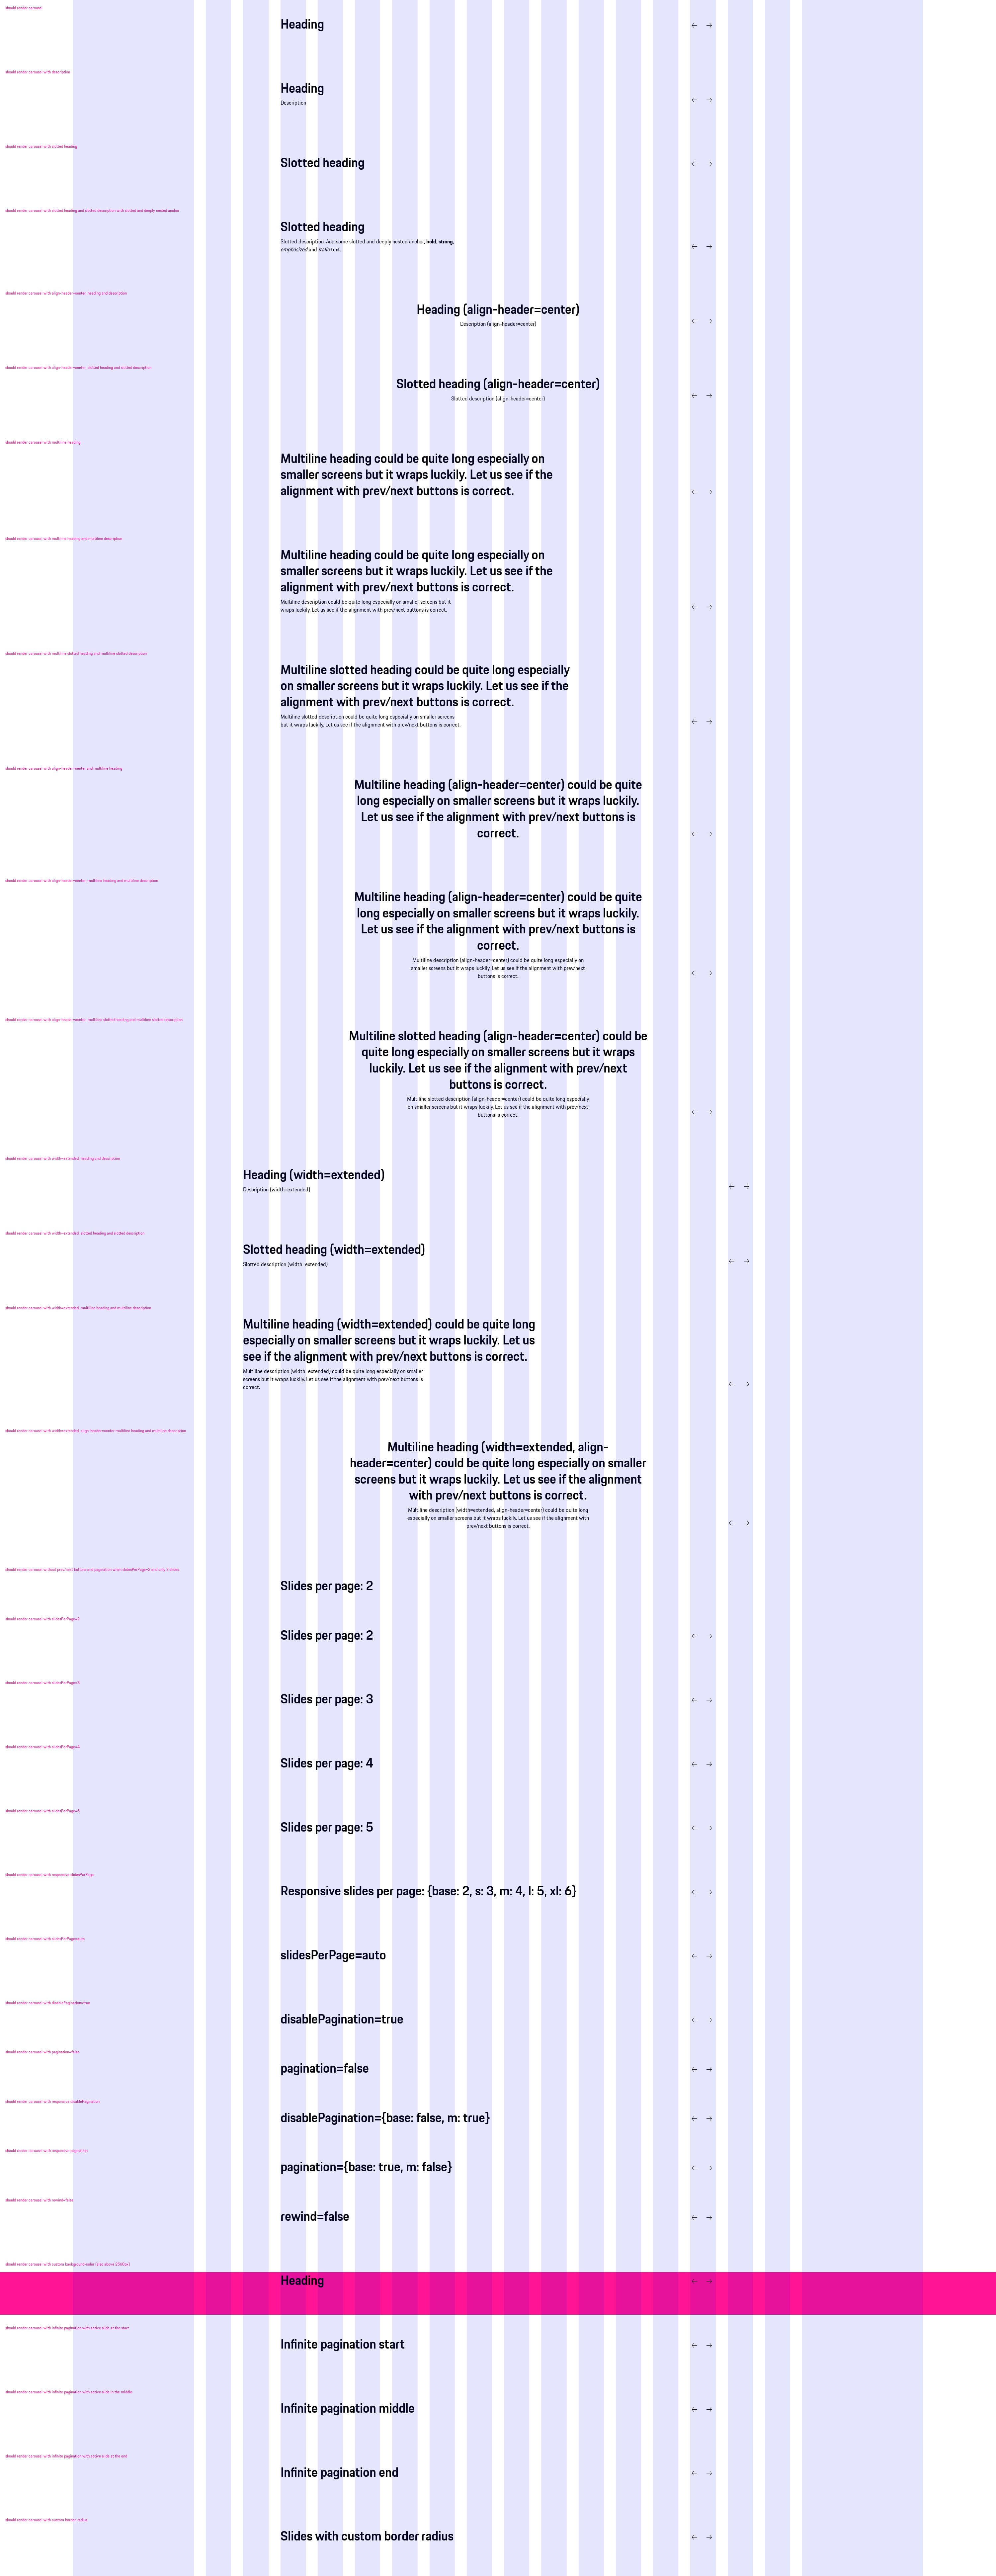 should render carousel
Heading
should render carousel with description
Heading
Description
should render carousel with slotted heading
Slotted heading
should render carousel with slotted heading and slotted description with slotted and deeply nested anchor
Slotted heading
Slotted description. And some slotted and deeply nested anchor, bold, strong,
emphasized und italic text.
should render carousel with align-header=center, heading and description
Heading (align-header=center)
Description (align-header=center)
should render carousel with align-header=center, slotted heading and slotted description
Slotted heading (align-header=center)
Slotted description (align-header=center)
should render carousel with multiline heading
Multiline heading could be quite long especially on
smaller screens but it wraps luckily. Let us see if the
alignment with prev/next buttons is correct.
should render carousel with multiline heading and multiline description
Multiline heading could be quite long especially on
smaller screens but it wraps luckily. Let us see if the
alignment with prev/next buttons is correct.
Multiline description could be quite long especially on smaller screens but it
wraps luckily. Let us see if the alignment with prev/next buttons is correct.
should render carousel with multiline slotted heading and multiline slotted description
Multiline slotted heading could be quite long especially
on smaller screens but it wraps luckily. Let us see if the
alignment with prev/next buttons is correct.
Multiline slotted description could be quite long especially on smaller screens
but it wraps luckily. Let us see if the alignment with prev/next buttons is correct.
should render carousel with align-header=center and multiline heading
Multiline heading (align-header=center) could be quite
long especially on smaller screens but it wraps luckily.
Let us see if the alignment with prev/next buttons is
correct.
should render carousel with align-header=center, multiline heading and multiline description
Multiline heading (align-header=center) could be quite
long especially on smaller screens but it wraps luckily.
Let us see if the alignment with prev/next buttons is
correct.
Multiline description (align-header=center) could be quite long especially on
smaller screens but it wraps luckily. Let us see if the alignment with prev/next
buttons is correct.
should render carousel with align-header=center, multiline slotted heading and multiline slotted description
Multiline slotted heading (align-header=center) could be
quite long especially on smaller screens but it wraps
luckily. Let us see if the alignment with prev/next
buttons is correct.
Multiline slotted description (align-header=center) could be quite long especially
on smaller screens but it wraps luckily. Let us see if the alignment with prev/next
buttons is correct.
should render carousel with width=extended, heading and description
Heading (width=extended)
Description (width=extended)
should render carousel with width=extended, slotted heading and slotted description
Slotted heading (width=extended)
Slotted description (width=extended)
should render carousel with width=extended, multiline heading and multiline description
Multiline heading (width=extended) could be quite long
especially on smaller screens but it wraps luckily. Let us
see if the alignment with prev/next buttons is correct.
Multiline description (width=extended) could be quite long especially on smaller
screens but it wraps luckily. Let us see if the alignment with prev/next buttons is
correct.
should render carousel with width=extended, align-header=center multiline heading and multiline description
Multiline heading (width=extended, align-
header=center) could be quite long especially on smaller
screens but it wraps luckily. Let us see if the alignment
with prev/next buttons is correct.
Multiline description (width=extended, align-header=center) could be quite long
especially on smaller screens but it wraps luckily. Let us see if the alignment with
prev/next buttons is correct.
should render carousel without prev/next buttons and pagination when slidesPerPage=2 and only 2 slides
Slides per page: 2
should render carousel with slidesPerPage=2
Slides per page: 2
should render carousel with slidesPerPage=3
Slides per page: 3
should render carousel with slidesPerPage=4
Slides per page: 4
should render carousel with slidesPerPage=5
Slides per page: 5
should render carousel with responsive slidesPerPage
Responsive slides per page: {base: 2, s: 3, m: 4, l: 5, xl: 6}
should render carousel with slidesPerPage=auto
slidesPerPage=auto
should render carousel with disablePagination=true
disablePagination=true
should render carousel with pagination=false
pagination=false
should render carousel with responsive disablePagination
disablePagination={base: false, m: true}
should render carousel with responsive pagination
pagination={base: true, m: false}
should render carousel with rewind=false
rewind=false
should render carousel with custom background-color (also above 2560px)
Heading
should render carousel with infinite pagination with active slide at the start
Infinite pagination start
should render carousel with infinite pagination with active slide in the middle
Infinite pagination middle
should render carousel with infinite pagination with active slide at the end
Infinite pagination end
should render carousel with custom border radius
Slides with custom border radius